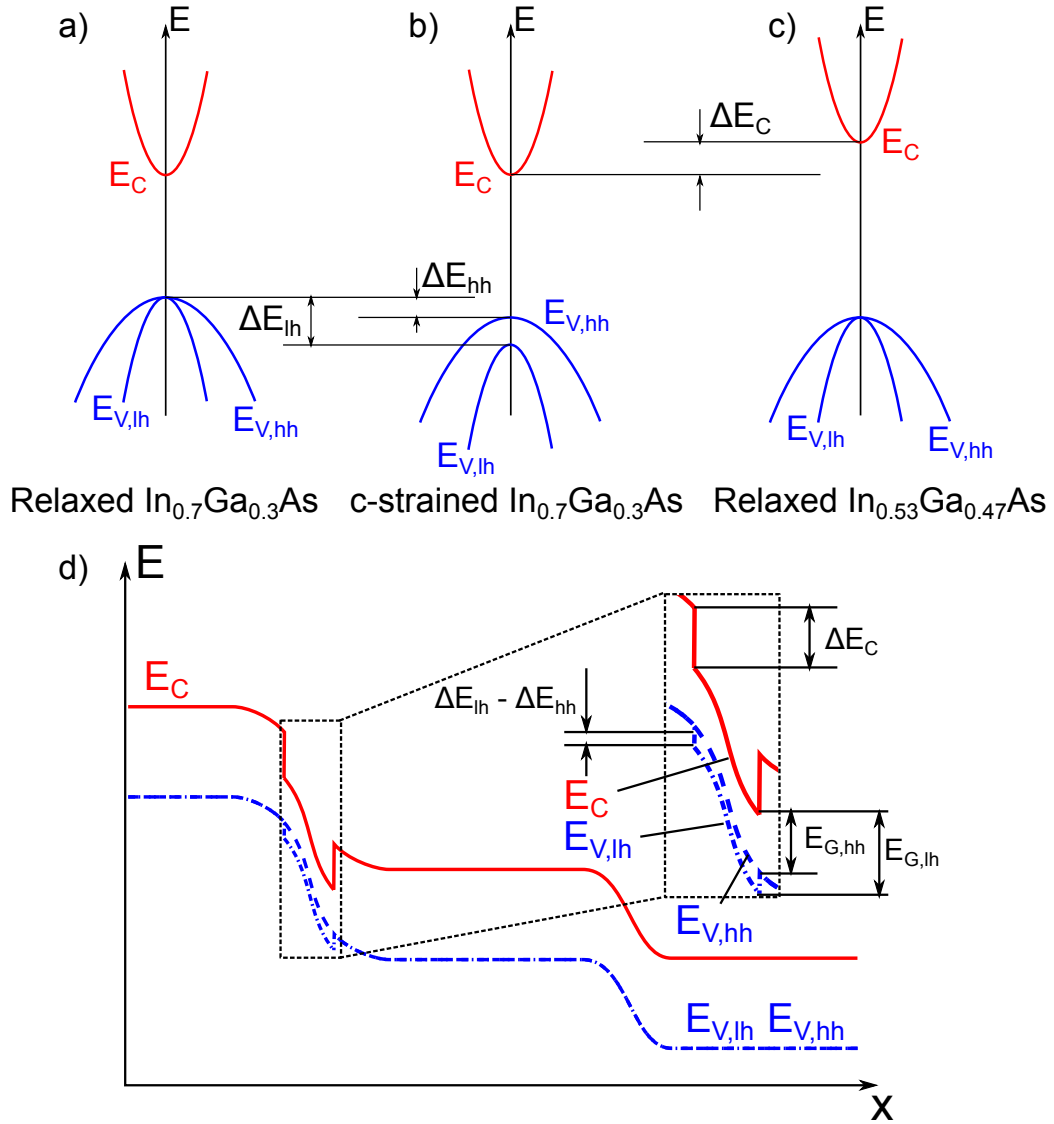 a) E b) E c) E
ΔE_C
E_C E_C E_C
ΔE_hh
ΔE_lh E_V,hh
E_V,lh E_V,hh E_V,lh E_V,lh E_V,hh
Relaxed In₀.₇Ga₀.₃As c-strained In₀.₇Ga₀.₃As Relaxed In₀.₅₃Ga₀.₄₇As
d) E
E_C
ΔE_C
ΔE_lh - ΔE_hh
E_C
E_V,lh
E_G,hh E_G,lh
E_V,hh
E_V,lh E_V,hh
x